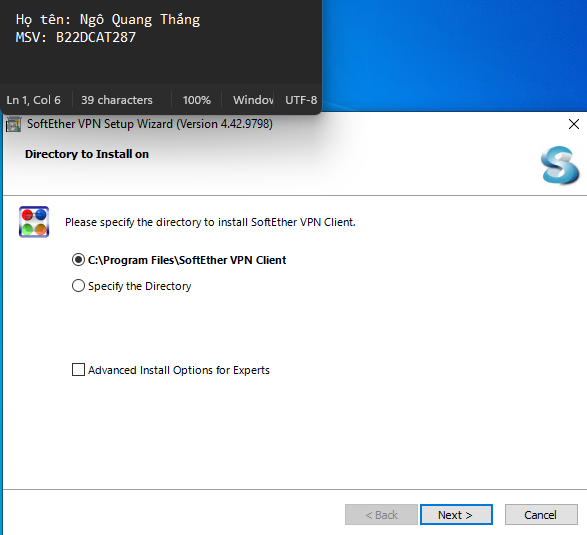 Họ tên: Ngô Quang Thắng
MSV: B22DCAT287
Ln 1, Col 6 39 characters 100% Window UTF-8
SoftEther VPN Setup Wizard (Version 4.42.9798)
Directory to Install on
Please specify the directory to install SoftEther VPN Client.
C:\Program Files\SoftEther VPN Client
Specify the Directory
Advanced Install Options for Experts
< Back Next > Cancel